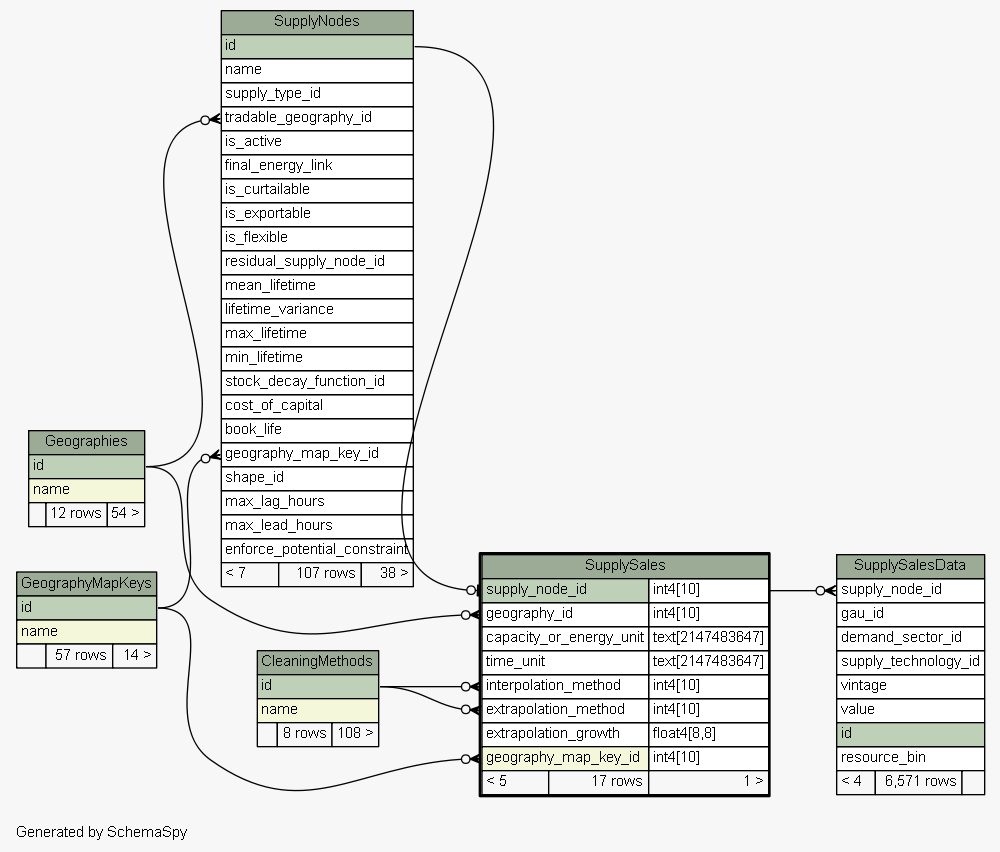 SupplyNodes
id
name
supply_type_id
tradable_geography_id
is_active
final_energy_link
is_curtailable
is_exportable
is_flexible
residual_supply_node_id
mean_lifetime
lifetime_variance
max_lifetime
min_lifetime
stock_decay_function_id
cost_of_capital
book_life
geography_map_key_id
shape_id
max_lag_hours
max_lead_hours
enforce_potential_constraint
< 7 107 rows 38 >
Geographies
id
name
12 rows 54 >
GeographyMapKeys
id
name
57 rows 14 >
CleaningMethods
id
name
8 rows 108 >
SupplySales
supply_node_id int4[10]
geography_id int4[10]
capacity_or_energy_unit text[2147483647]
time_unit text[2147483647]
interpolation_method int4[10]
extrapolation_method int4[10]
extrapolation_growth float4[8,8]
geography_map_key_id int4[10]
< 5 17 rows 1 >
SupplySalesData
supply_node_id
gau_id
demand_sector_id
supply_technology_id
vintage
value
id
resource_bin
< 4 6,571 rows
Generated by SchemaSpy